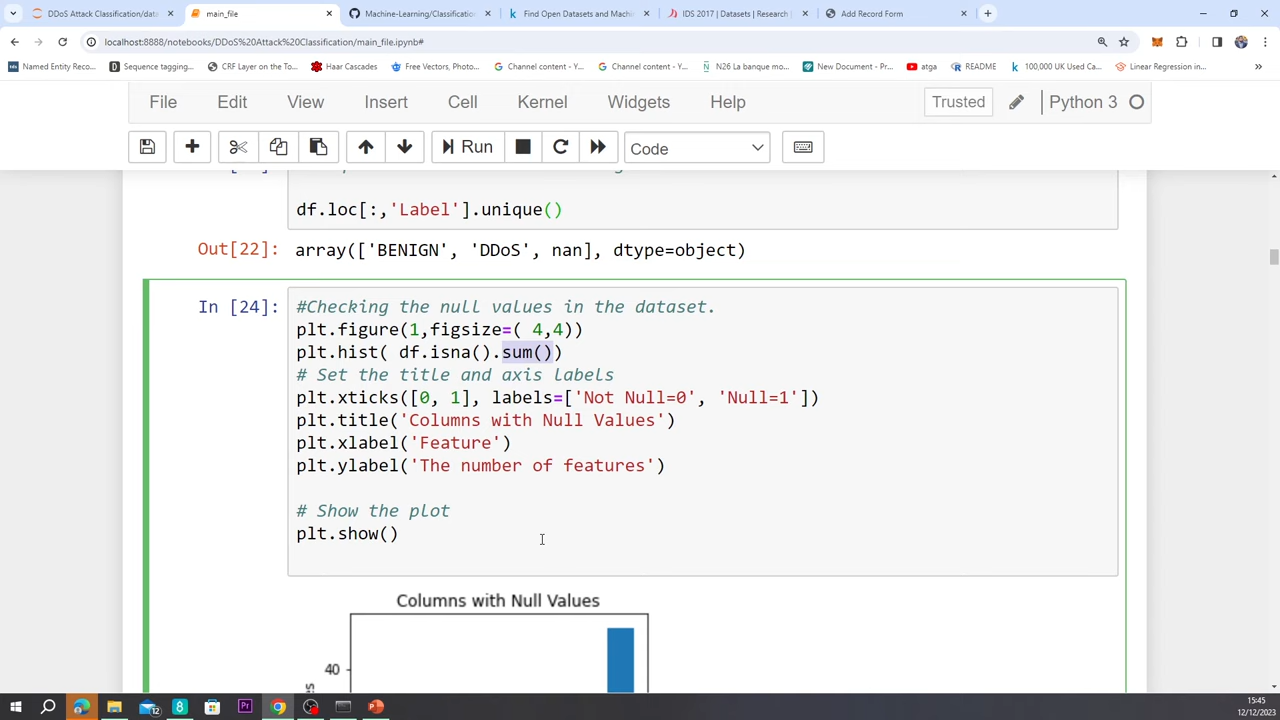 DDoS Attack Classification/data
main_file
Machine-Learning/Classification
Find Open Datasets and Machin
IDS 2017 | Datasets | Research |
Add Record Form
localhost:8888/notebooks/DDoS%20Attack%20Classification/main_file.ipynb#
Named Entity Reco...
Sequence tagging...
CRF Layer on the To...
Haar Cascades
Free Vectors, Photo...
Channel content - Y...
Channel content - Y...
N26 La banque mo...
New Document - Pr...
atga
README
100,000 UK Used Ca...
Linear Regression in...
»
File Edit View Insert Cell Kernel Widgets Help Trusted Python 3
Run Code
df.loc[:,'Label'].unique()
Out[22]: array(['BENIGN', 'DDoS', nan], dtype=object)
In [24]: #Checking the null values in the dataset.
plt.figure(1,figsize=( 4,4))
plt.hist( df.isna().sum())
# Set the title and axis labels
plt.xticks([0, 1], labels=['Not Null=0', 'Null=1'])
plt.title('Columns with Null Values')
plt.xlabel('Feature')
plt.ylabel('The number of features')
# Show the plot
plt.show()
Columns with Null Values
40
15:45
12/12/2023